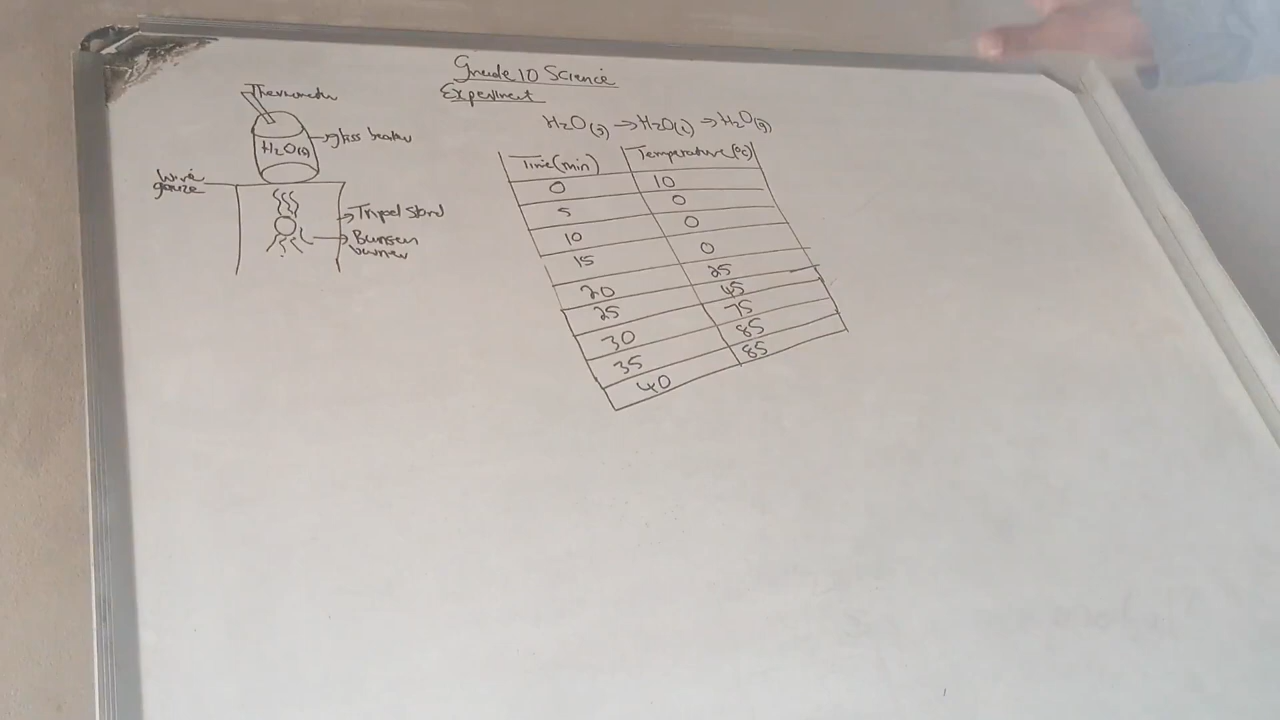 Grade 10 Science
Experiment
Thermometer
glass beaker
H₂O(s)
Wire
gauze
Tripod stand
Bunsen
burner
H₂O(s) → H₂O(l) → H₂O(g)
Time(min) Temperature(°C)
0 10
5 0
10 0
15 0
20 25
25 45
30 75
35 85
40 85